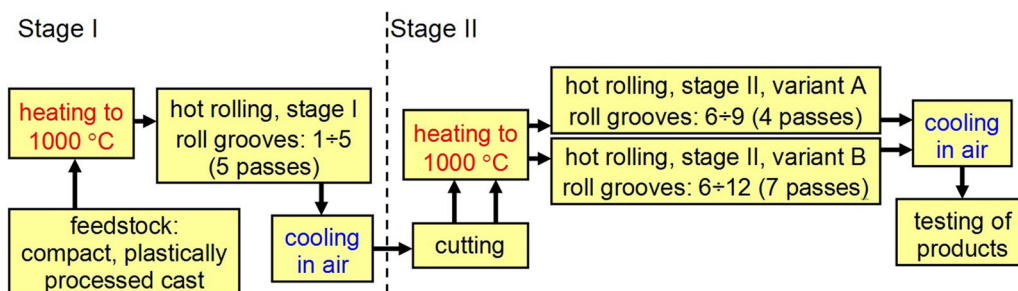 Stage I
heating to
1000 °C
hot rolling, stage I
roll grooves: 1÷5
(5 passes)
feedstock:
compact, plastically
processed cast
cooling
in air
Stage II
cutting
heating to
1000 °C
hot rolling, stage II, variant A
roll grooves: 6÷9 (4 passes)
hot rolling, stage II, variant B
roll grooves: 6÷12 (7 passes)
cooling
in air
testing of
products